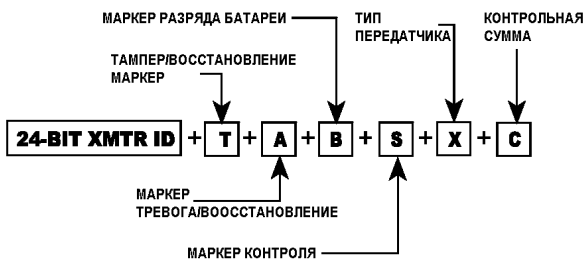 МАРКЕР РАЗРЯДА БАТАРЕИ
ТИП
ПЕРЕДАТЧИКА
КОНТРОЛЬНАЯ
СУММА
ТАМПЕР/ВОССТАНОВЛЕНИЕ
МАРКЕР
24-BIT XMTR ID + T + A + B + S + X + C
МАРКЕР
ТРЕВОГА/ВООССТАНОВЛЕНИЕ
МАРКЕР КОНТРОЛЯ